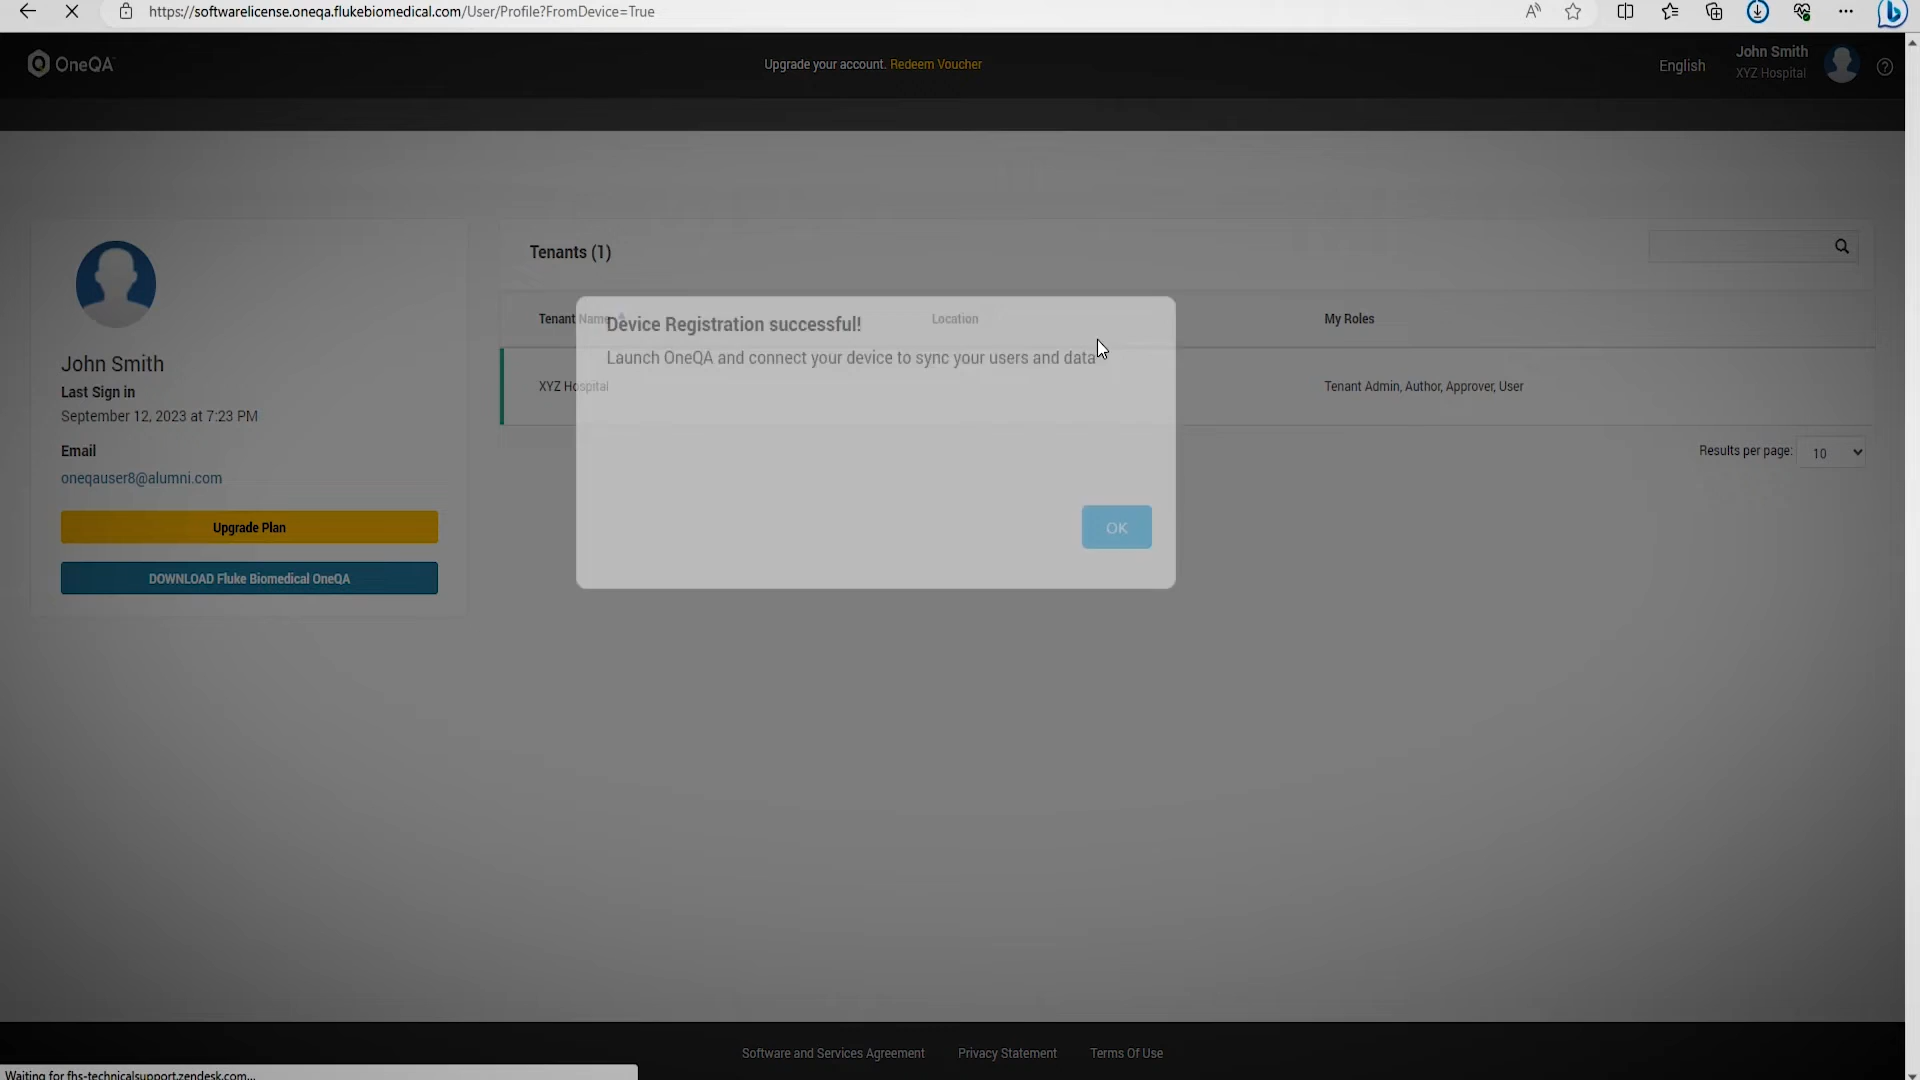 https://softwarelicense.oneqa.flukebiomedical.com/User/Profile?FromDevice=True
OneQA
Upgrade your account. Redeem Voucher
English
John Smith
XYZ Hospital
Tenants (1)
Tenant Name
Location
My Roles
XYZ Hospital
Tenant Admin, Author, Approver, User
Results per page: 10
John Smith
Last Sign in
September 12, 2023 at 7:23 PM
Email
oneqauser8@alumni.com
Upgrade Plan
DOWNLOAD Fluke Biomedical OneQA
Device Registration successful!
Launch OneQA and connect your device to sync your users and data
OK
Software and Services Agreement
Privacy Statement
Terms Of Use
Waiting for fbs-technicalsupport.zendesk.com...